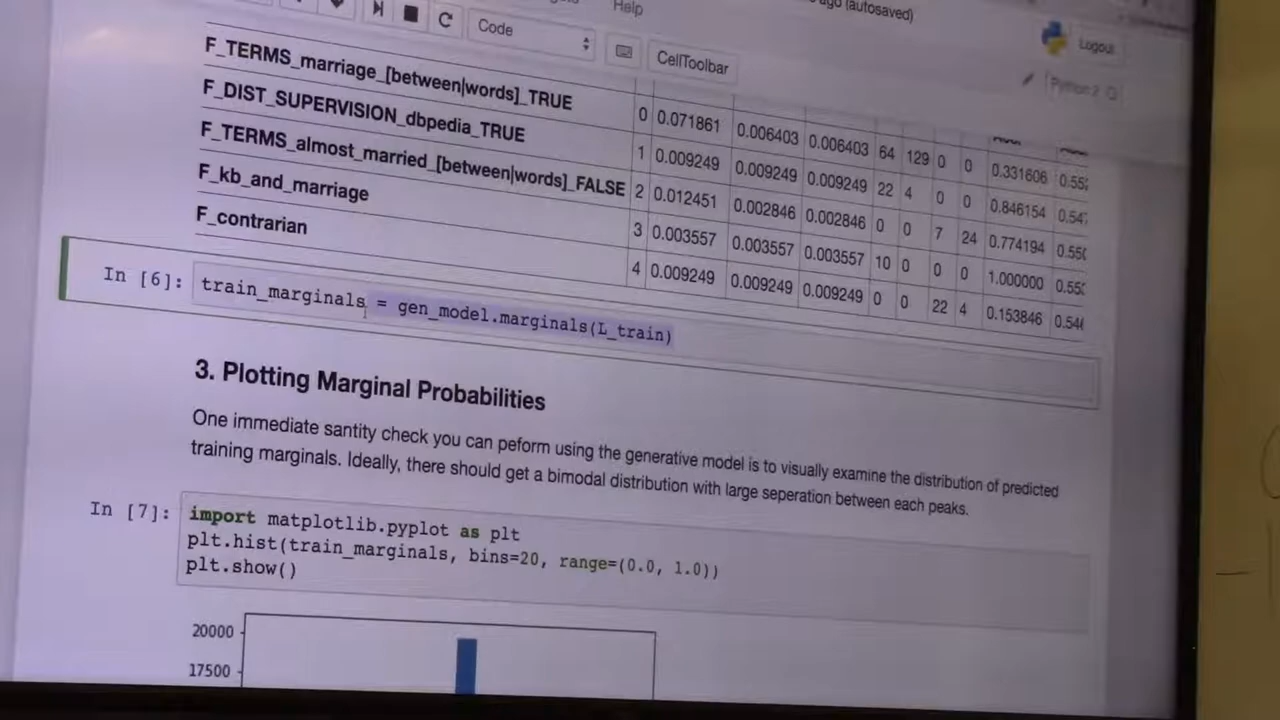 Help
ago (autosaved)
Code
CellToolbar
Logout
Python 2
F_TERMS_marriage_[between|words]_TRUE 0 0.071861 0.006403 0.006403 64 129 0 0 0.331606
F_DIST_SUPERVISION_dbpedia_TRUE 1 0.009249 0.009249 0.009249 22 4 0 0 0.846154
F_TERMS_almost_married_[between|words]_FALSE 2 0.012451 0.002846 0.002846 0 0 7 24 0.774194
F_kb_and_marriage 3 0.003557 0.003557 0.003557 10 0 0 0 1.000000
F_contrarian 4 0.009249 0.009249 0.009249 0 0 22 4 0.153846
In [6]: train_marginals = gen_model.marginals(L_train)
3. Plotting Marginal Probabilities
One immediate santity check you can peform using the generative model is to visually examine the distribution of predicted
training marginals. Ideally, there should get a bimodal distribution with large seperation between each peaks.
In [7]: import matplotlib.pyplot as plt
plt.hist(train_marginals, bins=20, range=(0.0, 1.0))
plt.show()
20000
17500